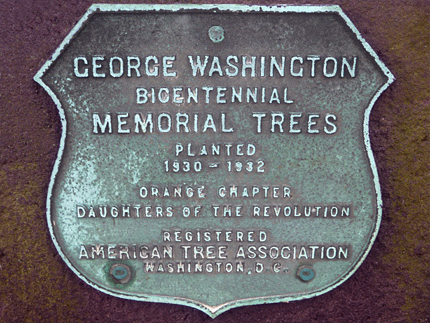 GEORGE WASHINGTON
BICENTENNIAL
MEMORIAL TREES
PLANTED
1930 - 1932
ORANGE CHAPTER
DAUGHTERS OF THE REVOLUTION
REGISTERED
AMERICAN TREE ASSOCIATION
WASHINGTON, D.C.